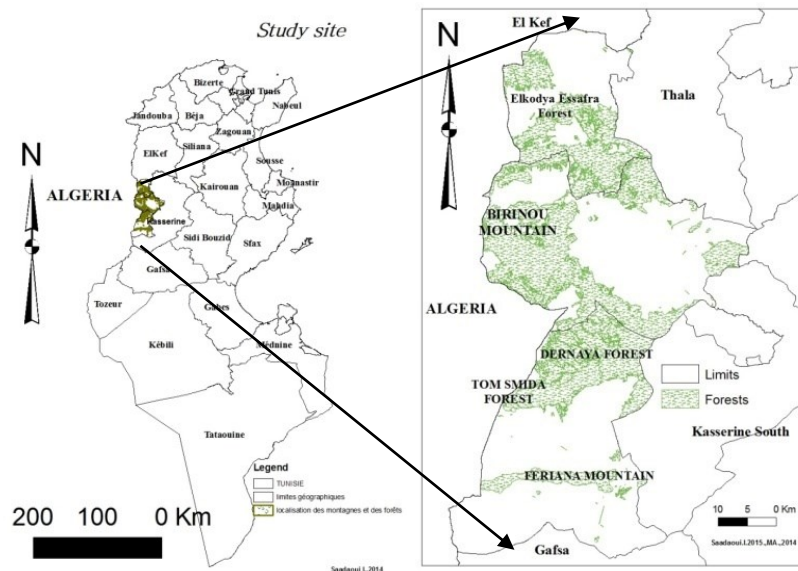 Study site
Bizerte
Grand Tunis
Nabeul
Jandouba
Béja
Zagouan
N
ElKef
Siliana
Sousse
ALGERIA
Kairouan
Monastir
Mahdia
Kasserine
Sidi Bouzid
Sfax
Gafsa
Tozeur
Gabes
Kébili
Médnine
Tataouine
Legend
TUNISIE
limites géographiques
localisation des montagnes et des forêts
200 100 0 Km
Saadaoui.I.,2014
El Kef
N
Thala
Elkodya Essafra
Forest
BIRINOU
MOUNTAIN
ALGERIA
DERNAYA FOREST
Limits
TOM SMIDA
FOREST
Forests
Kasserine South
FERIANA MOUNTAIN
10 5 0 Km
Gafsa
Saadaoui.I.2015.,MA.,2014